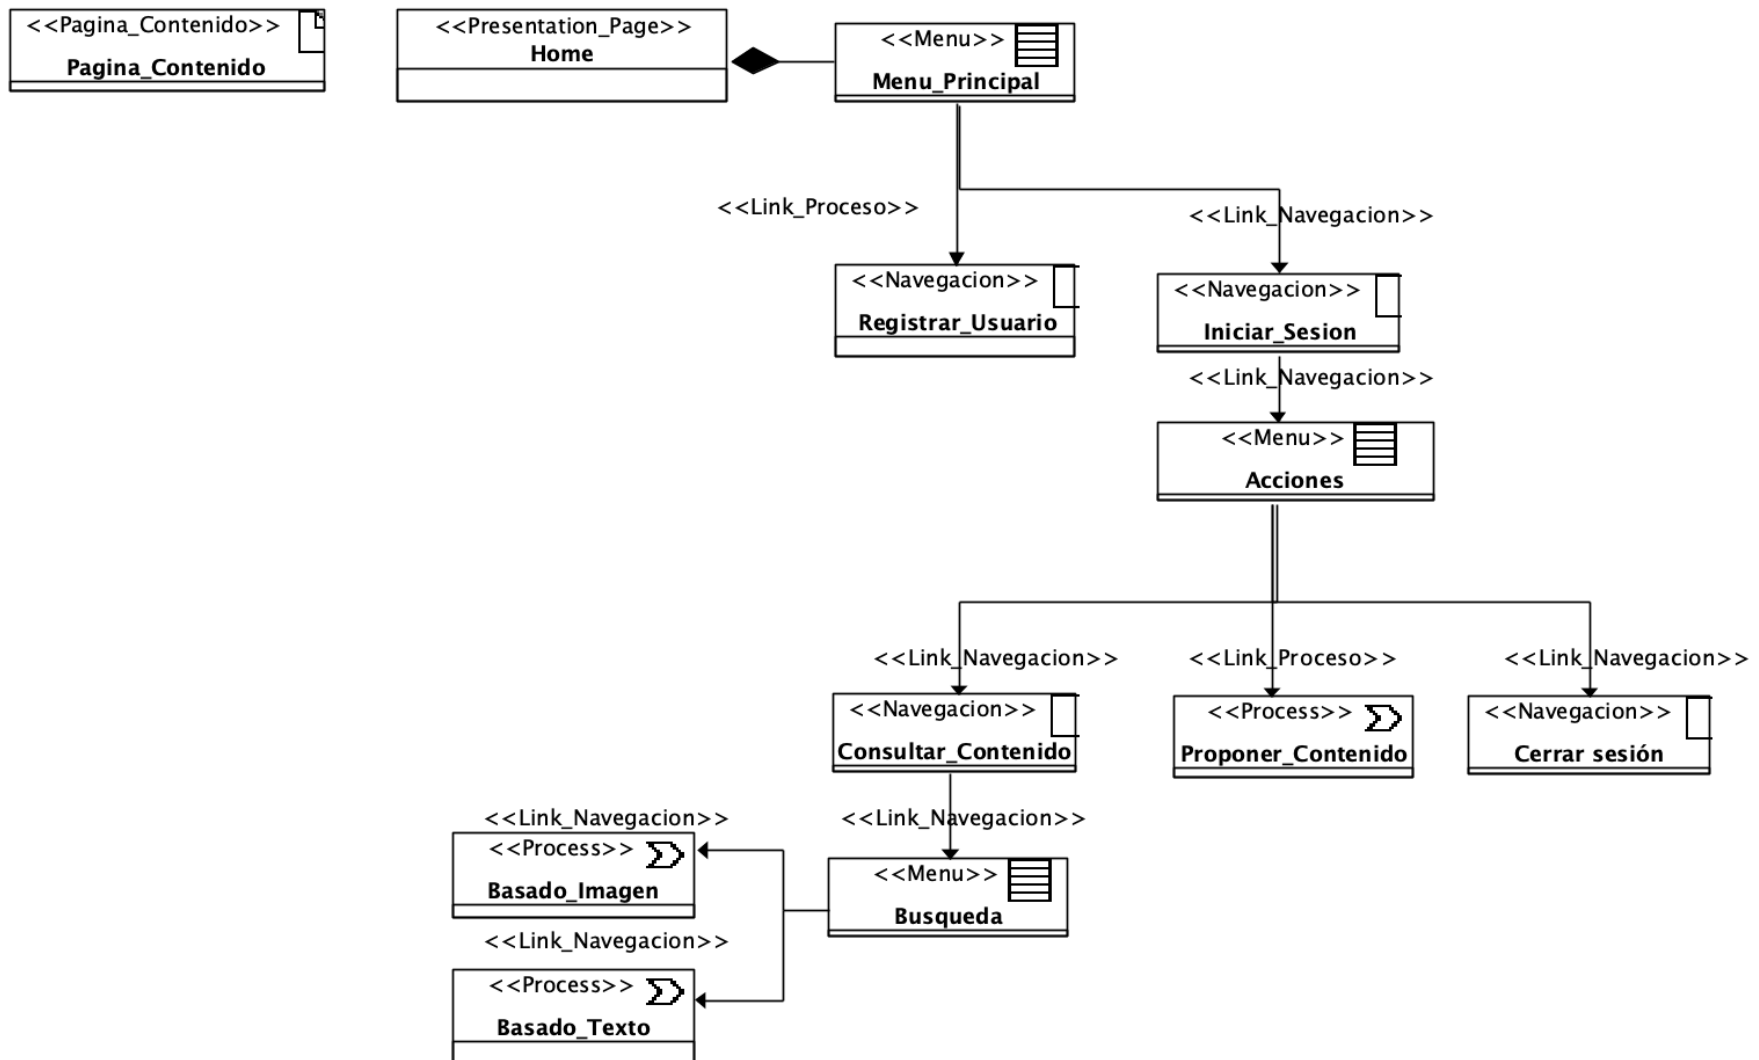 <<Pagina_Contenido>>
Pagina_Contenido
<<Presentation_Page>>
Home
<<Menu>>
Menu_Principal
<<Link_Proceso>>
<<Link_Navegacion>>
<<Navegacion>>
Registrar_Usuario
<<Navegacion>>
Iniciar_Sesion
<<Link_Navegacion>>
<<Menu>>
Acciones
<<Link_Navegacion>>
<<Link_Proceso>>
<<Link_Navegacion>>
<<Navegacion>>
Consultar_Contenido
<<Process>>
Proponer_Contenido
<<Navegacion>>
Cerrar sesión
<<Link_Navegacion>>
<<Link_Navegacion>>
<<Process>>
Basado_Imagen
<<Menu>>
Busqueda
<<Link_Navegacion>>
<<Process>>
Basado_Texto